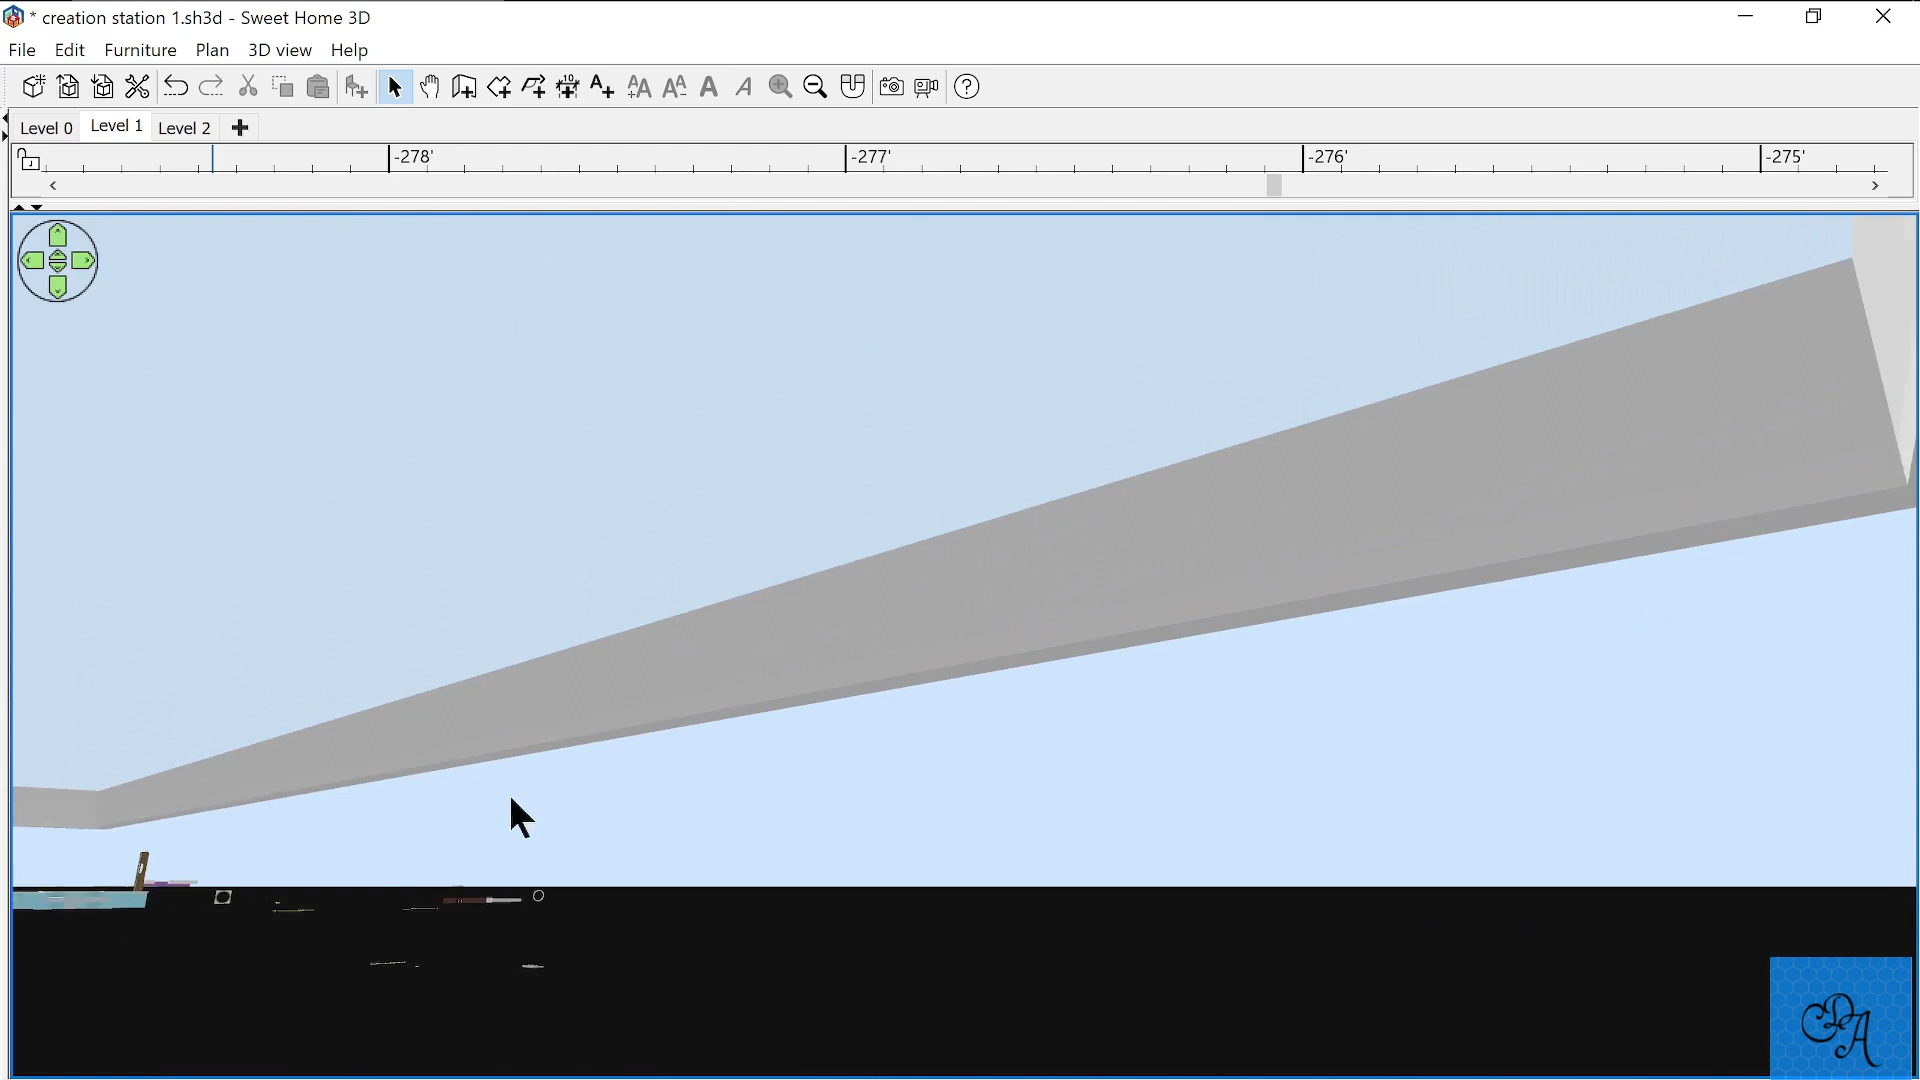 * creation station 1.sh3d - Sweet Home 3D
File Edit Furniture Plan 3D view Help
Level 0 Level 1 Level 2
-278' -277' -276' -275'
DA